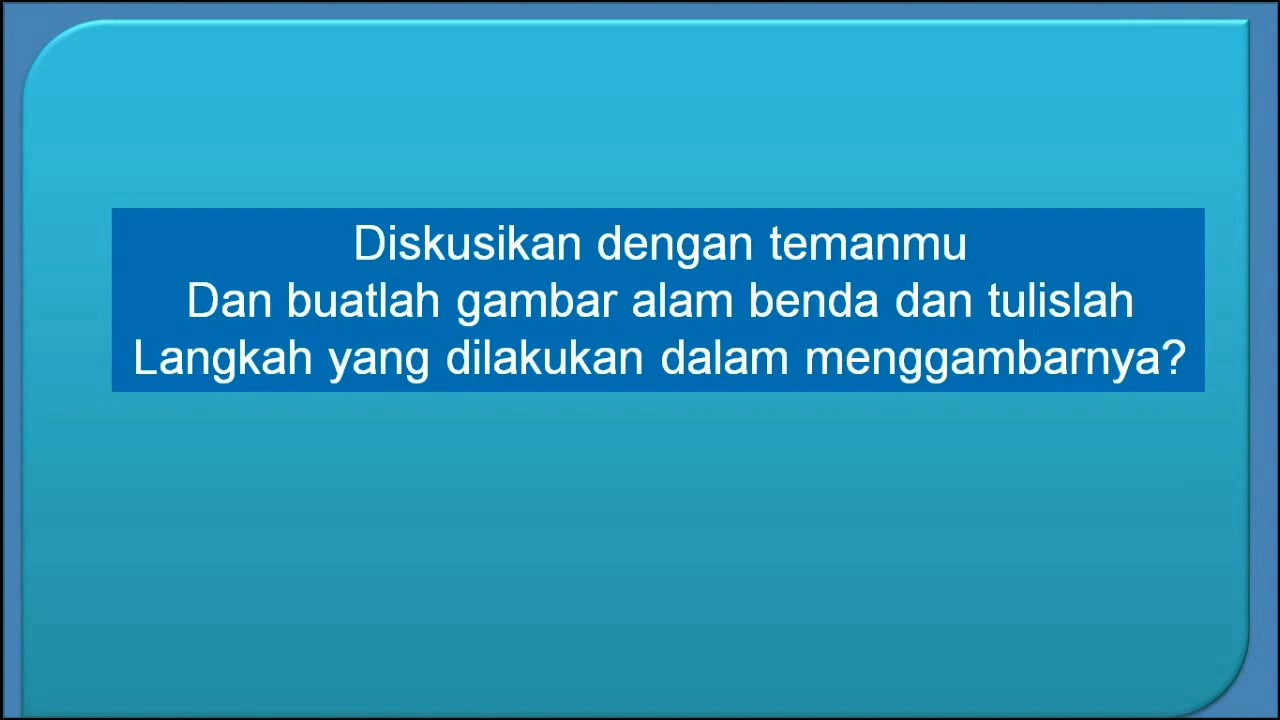 Diskusikan dengan temanmu
Dan buatlah gambar alam benda dan tulislah
Langkah yang dilakukan dalam menggambarnya?